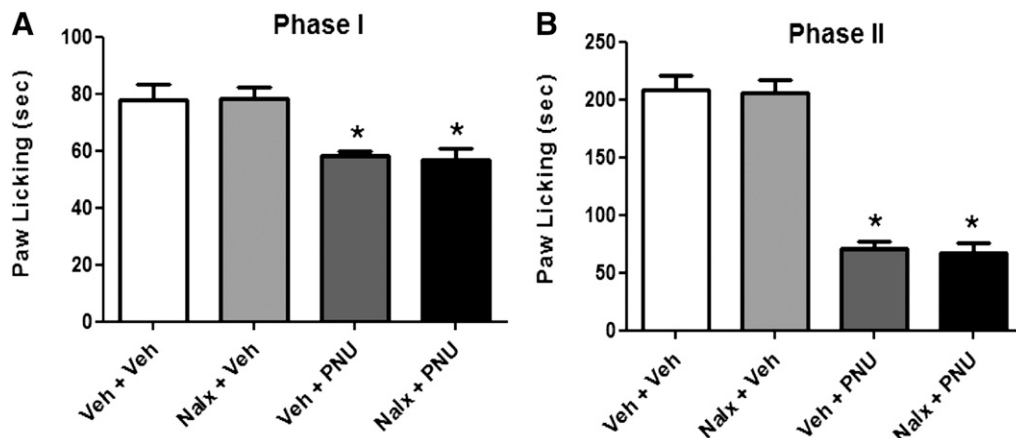 A
Phase I
Paw Licking (sec)
100
80
60
40
20
0
*
*
Veh + Veh
Nalx + Veh
Veh + PNU
Nalx + PNU
B
Phase II
Paw Licking (sec)
250
200
150
100
50
0
*
*
Veh + Veh
Nalx + Veh
Veh + PNU
Nalx + PNU